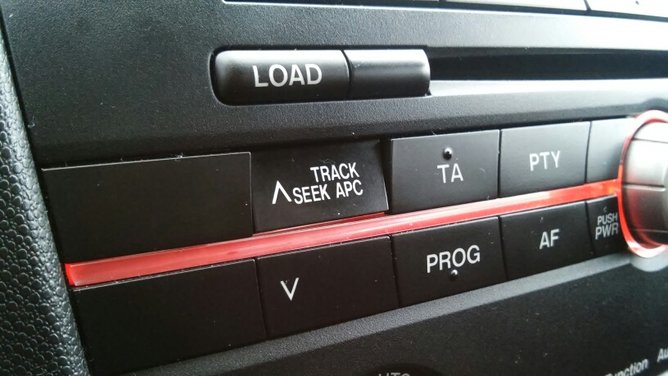 LOAD
TRACK
SEEK APC
TA
PTY
PROG
AF
PUSH
PWR